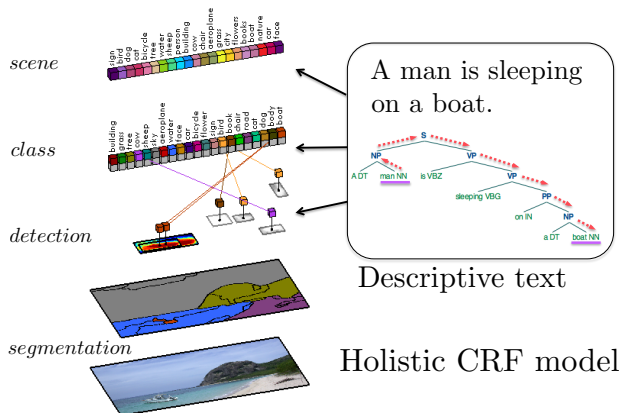 sign bird dog cat bicycle tree water sheep person building cow chair aeroplane grass city flowers books boat nature car face
scene
A man is sleeping
on a boat.
building grass tree cow sheep sky aeroplane water face car bicycle flower sign bird book chair road cat dog body boat
class
S
NP
VP
A DT
man NN
is VBZ
VP
sleeping VBG
PP
on IN
NP
a DT
boat NN
detection
Descriptive text
segmentation
Holistic CRF model